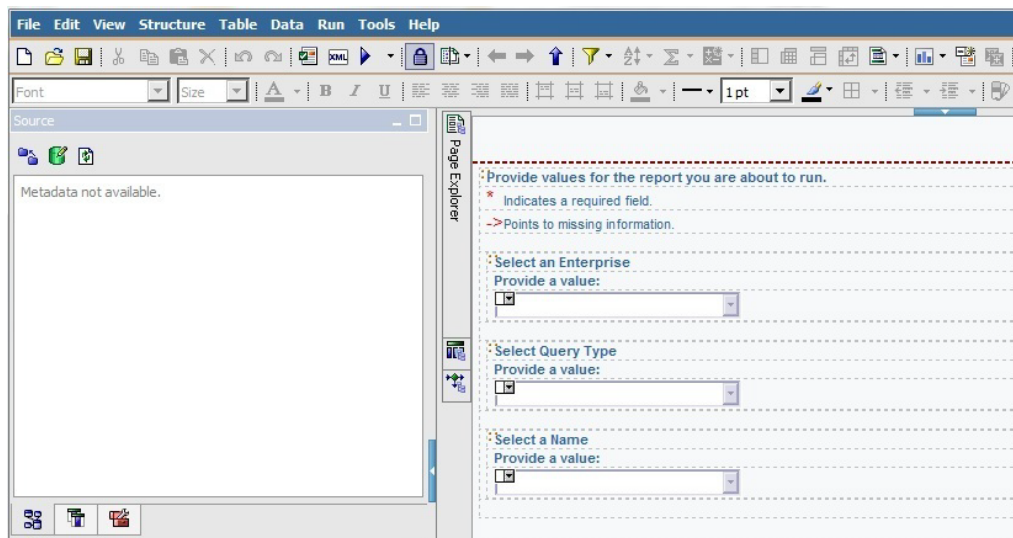 File Edit View Structure Table Data Run Tools Help
XML
Font Size A B I U 1 pt
Source
Metadata not available.
Page Explorer
Provide values for the report you are about to run.
* Indicates a required field.
->Points to missing information.
Select an Enterprise
Provide a value:
Select Query Type
Provide a value:
Select a Name
Provide a value: